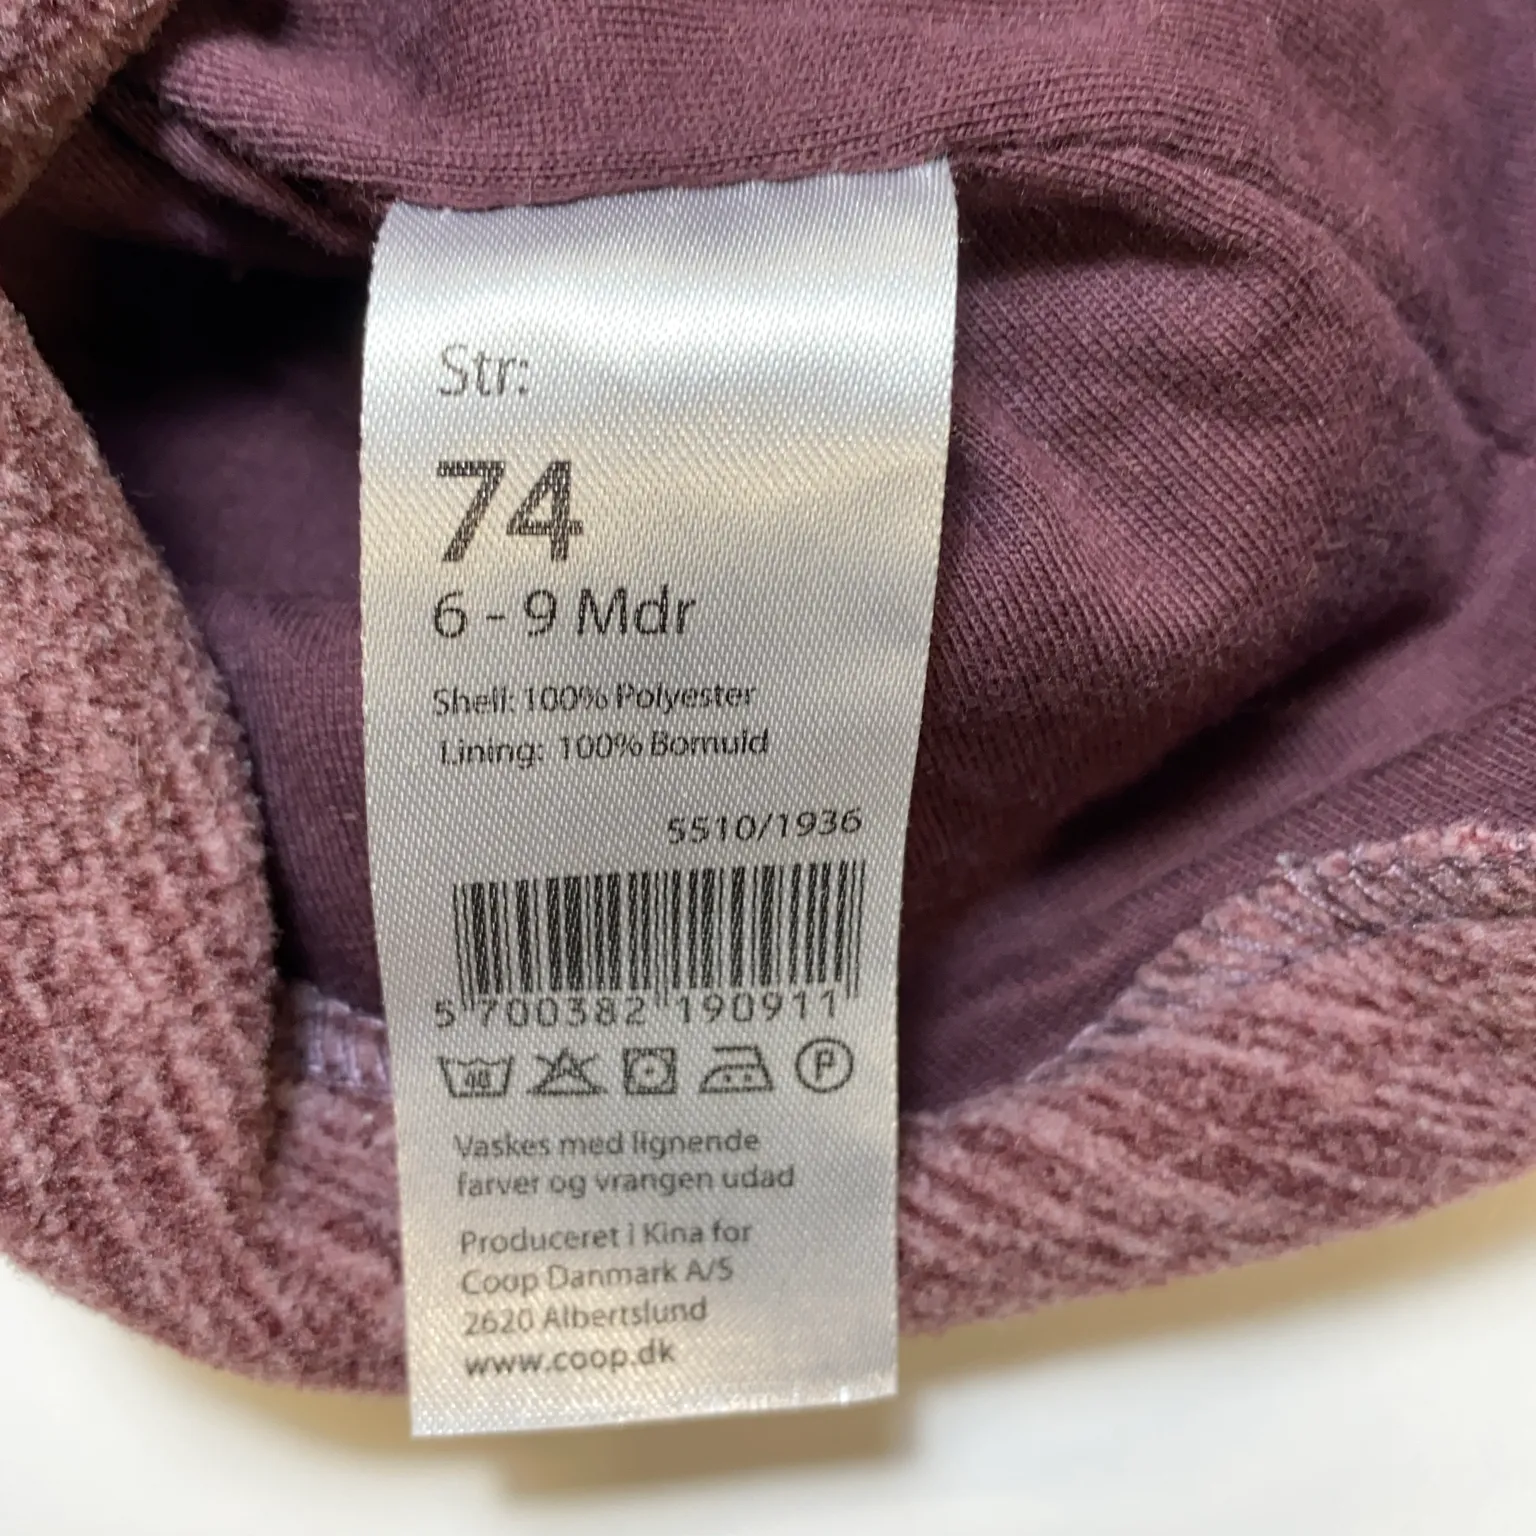 Str:
74
6 - 9 Mdr
Shell: 100% Polyester
Lining: 100% Bomuld
5510/1936
5 700382 190911
40
P
Vaskes med lignende
farver og vrangen udad
Produceret i Kina for
Coop Danmark A/S
2620 Albertslund
www.coop.dk